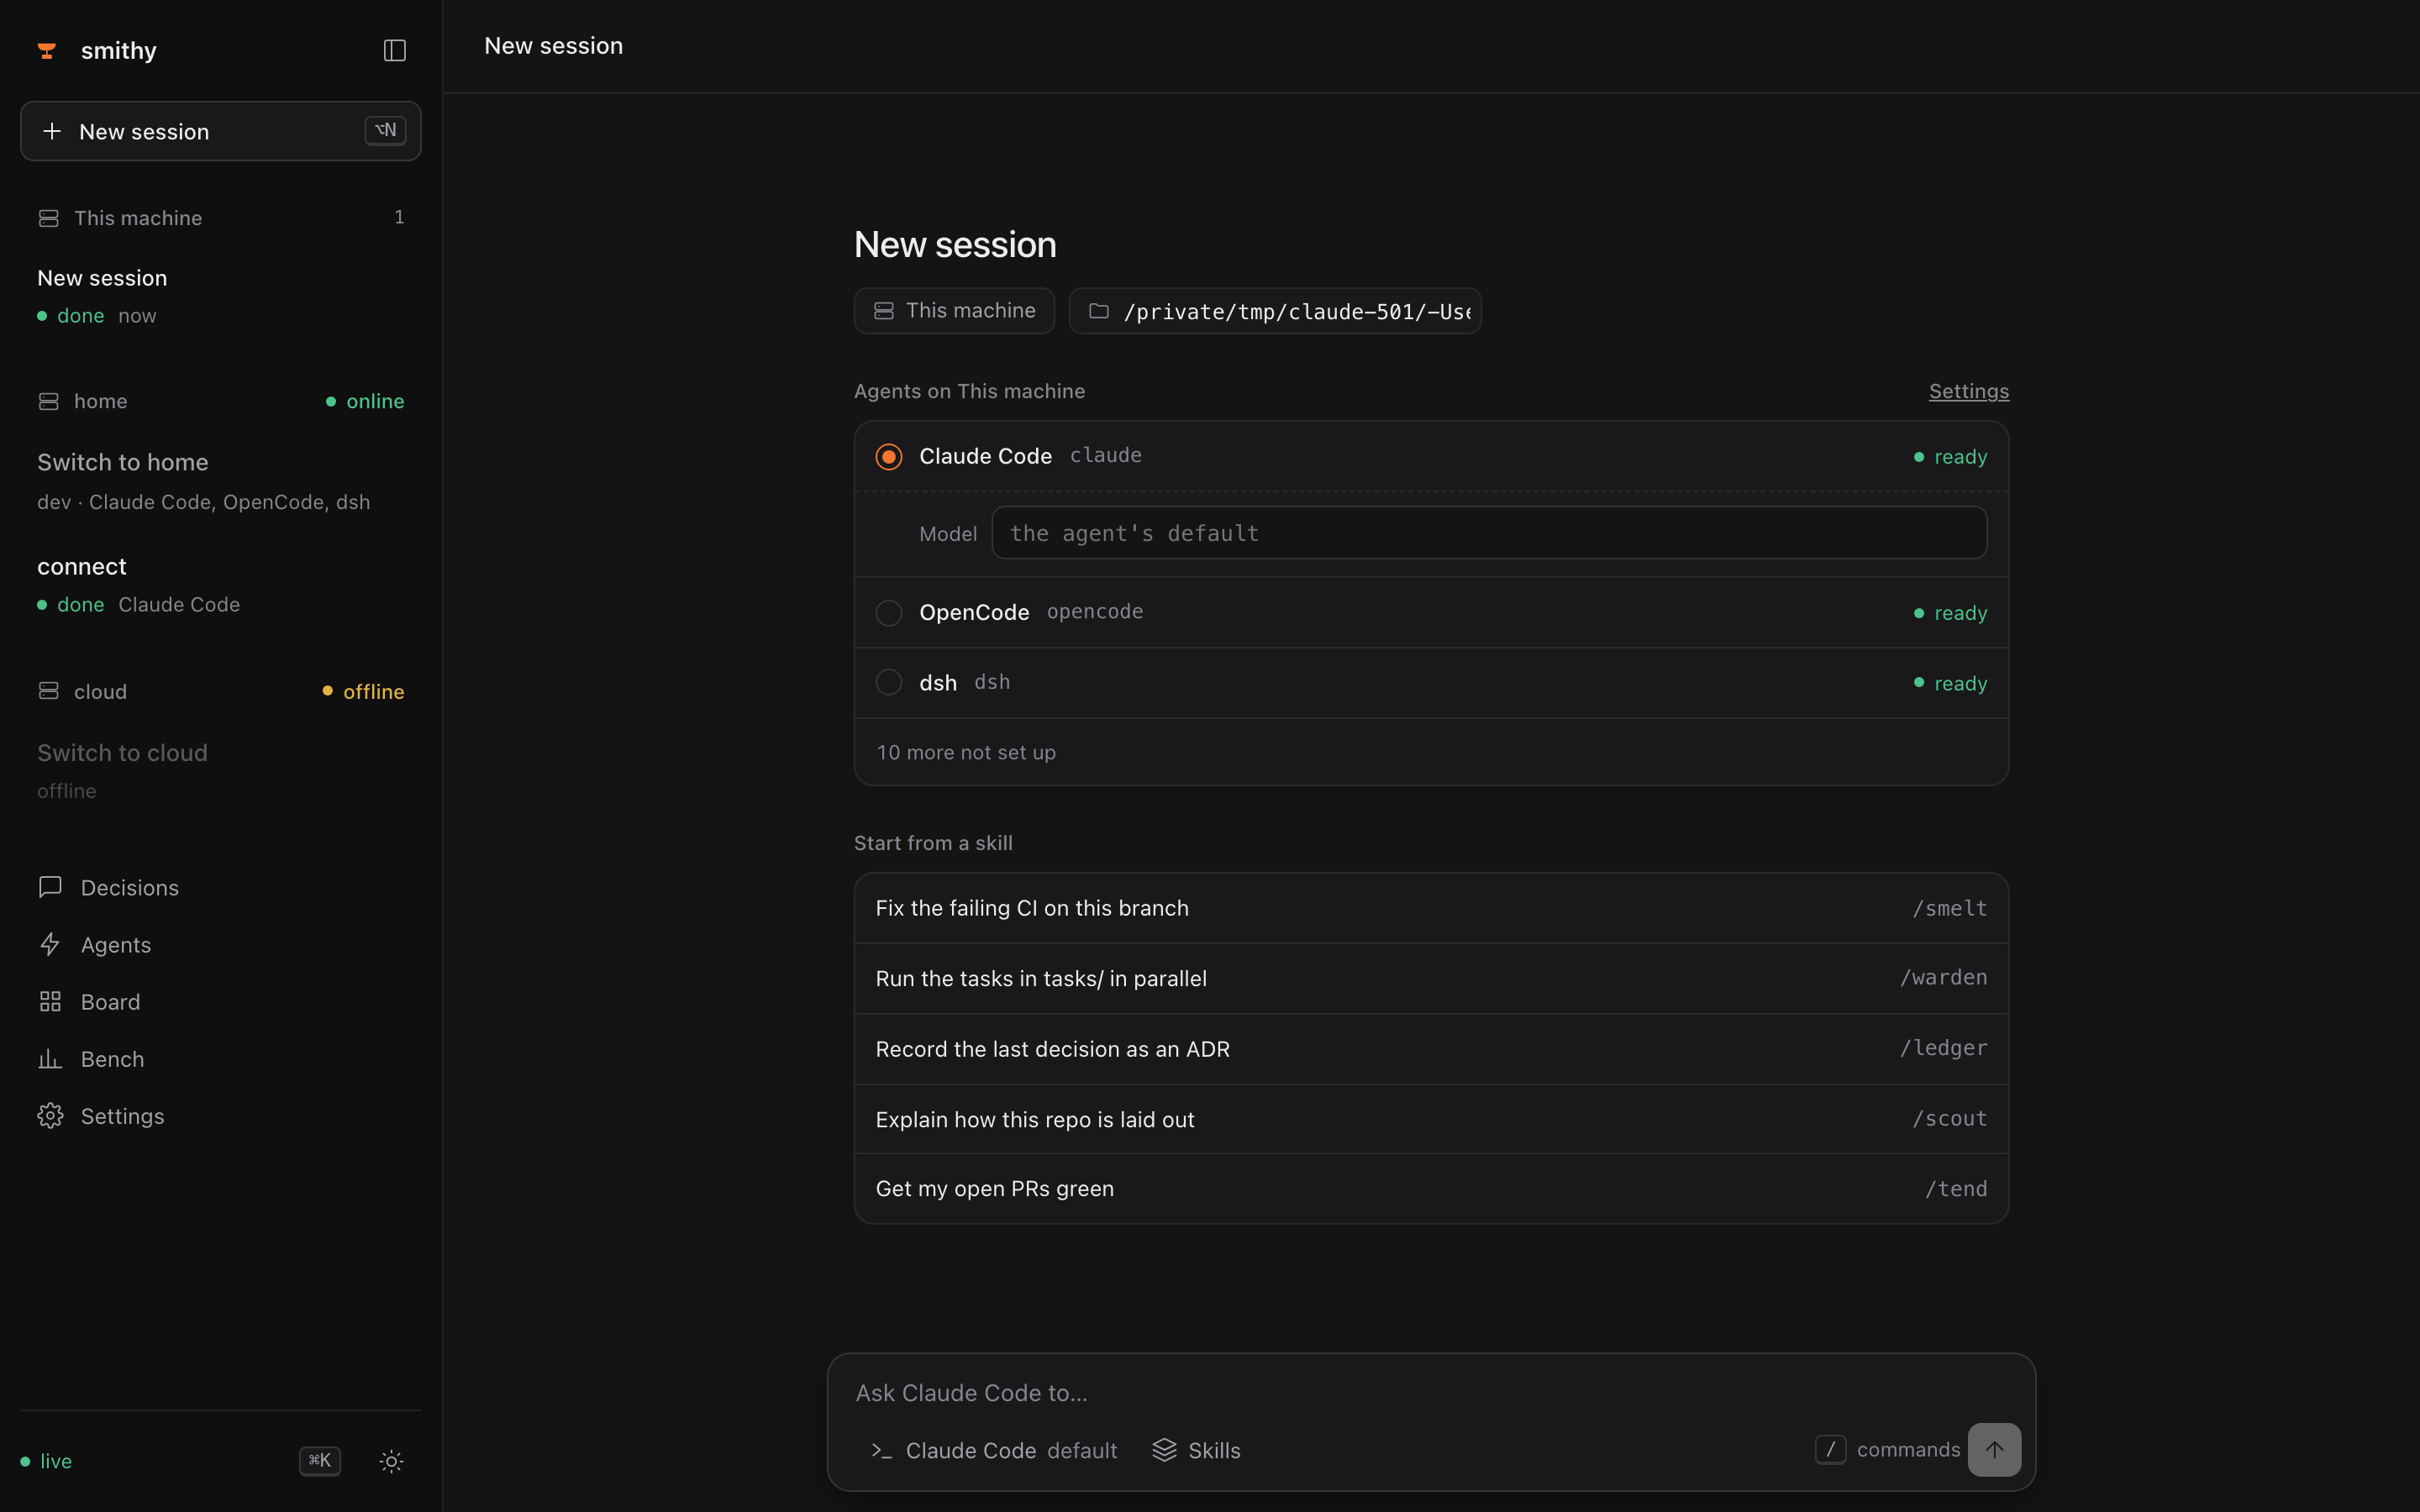 smithy
New session ⌥N
This machine 1
New session
done now
home online
Switch to home
dev · Claude Code, OpenCode, dsh
connect
done Claude Code
cloud offline
Switch to cloud
offline
Decisions
Agents
Board
Bench
Settings
live ⌘K
New session
New session
This machine /private/tmp/claude-501/-Use
Agents on This machine Settings
Claude Code claude ready
Model the agent's default
OpenCode opencode ready
dsh dsh ready
10 more not set up
Start from a skill
Fix the failing CI on this branch /smelt
Run the tasks in tasks/ in parallel /warden
Record the last decision as an ADR /ledger
Explain how this repo is laid out /scout
Get my open PRs green /tend
Ask Claude Code to...
Claude Code default Skills / commands